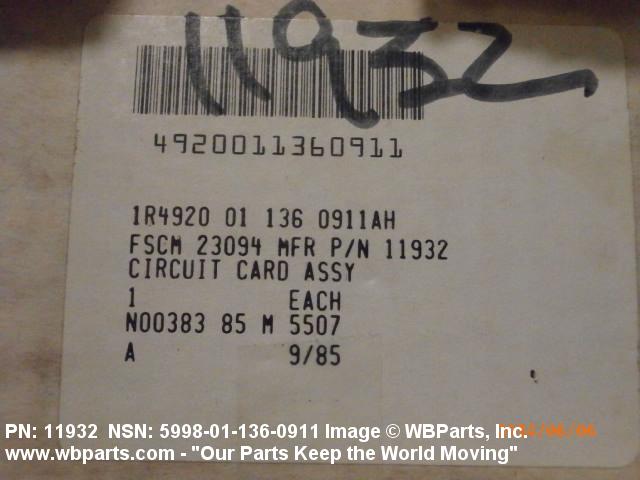 11932
4920011360911
1R4920 01 136 0911AH
FSCM 23094 MFR P/N 11932
CIRCUIT CARD ASSY
1 EACH
N00383 85 M 5507
A 9/85
PN: 11932 NSN: 5998-01-136-0911 Image © WBParts, Inc.
www.wbparts.com - "Our Parts Keep the World Moving"